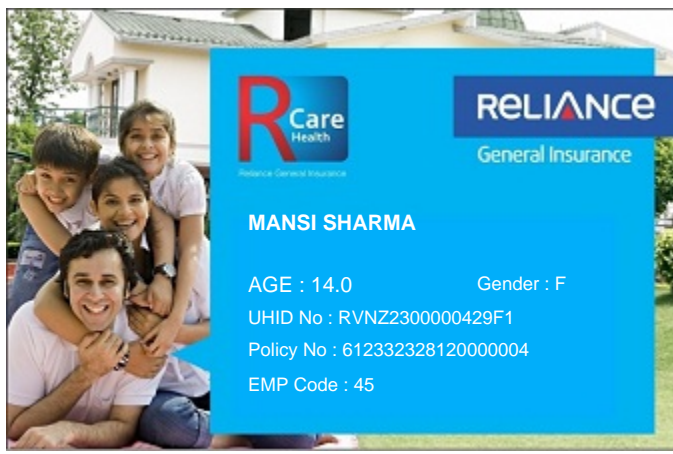 RCare
Health
Reliance General Insurance
RELIANCE
General Insurance
MANSI SHARMA
AGE : 14.0
Gender : F
UHID No : RVNZ2300000429F1
Policy No : 612332328120000004
EMP Code : 45